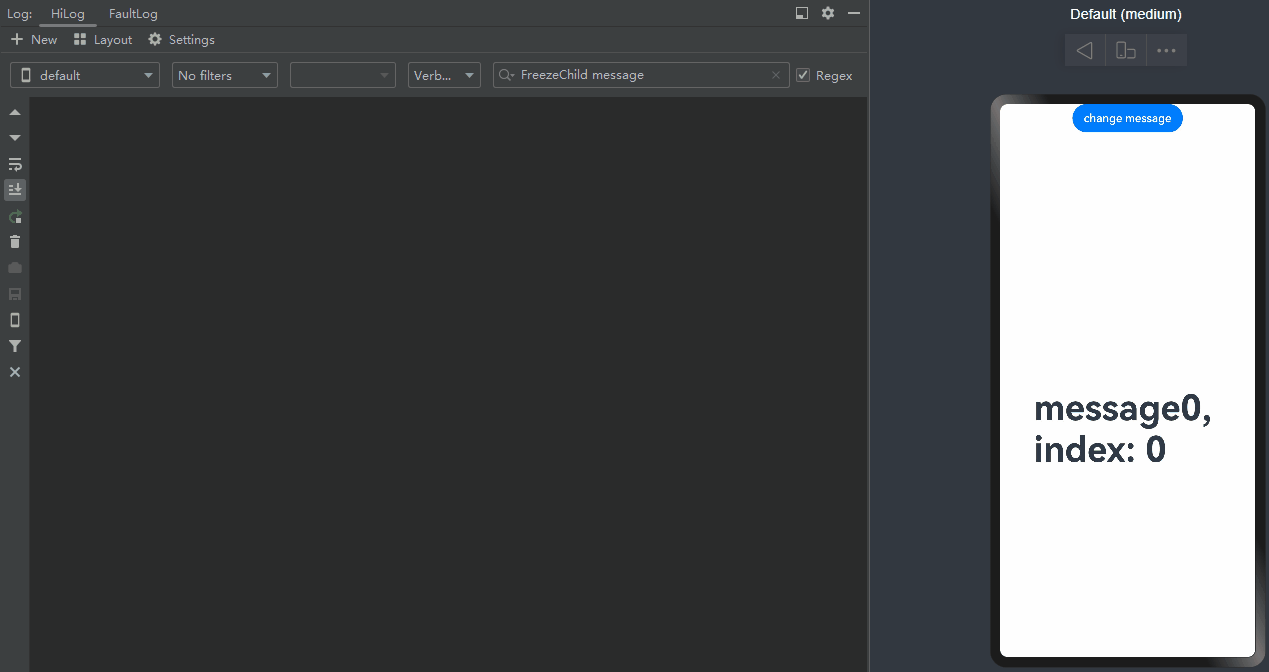 Log: HiLog FaultLog
New Layout Settings
default No filters Verb... FreezeChild message Regex
Default (medium)
change message
message0,
index: 0